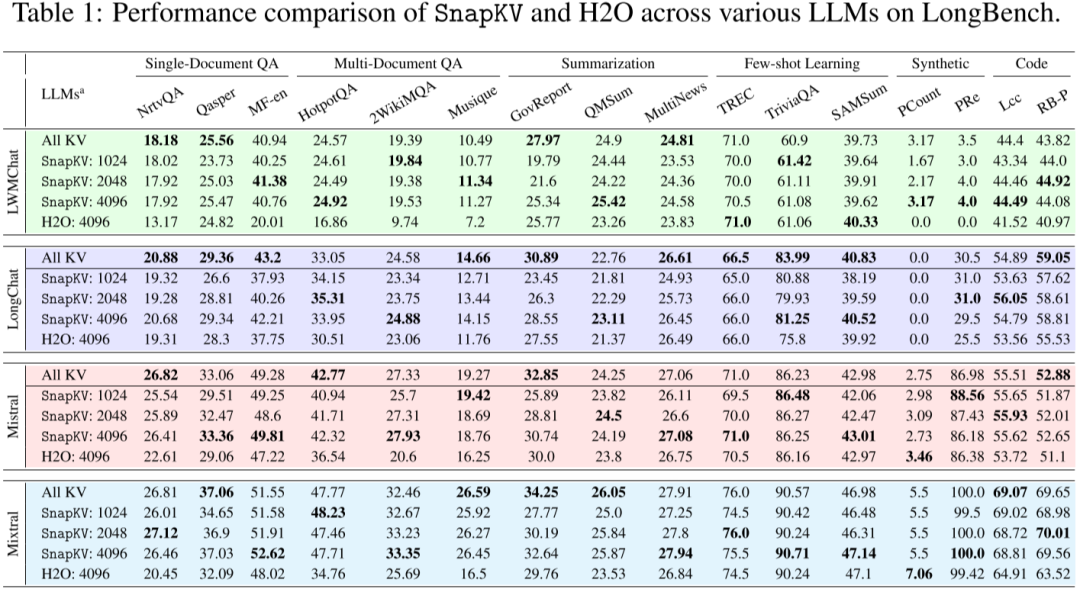 Table 1: Performance comparison of SnapKV and H2O across various LLMs on LongBench.
Single-Document QA Multi-Document QA Summarization Few-shot Learning Synthetic Code
LLMsᵃ NrtvQA Qasper MF-en HotpotQA 2WikiMQA Musique GovReport QMSum MultiNews TREC TriviaQA SAMSum PCount PRe Lcc RB-P
LWMChat
All KV 18.18 25.56 40.94 24.57 19.39 10.49 27.97 24.9 24.81 71.0 60.9 39.73 3.17 3.5 44.4 43.82
SnapKV: 1024 18.02 23.73 40.25 24.61 19.84 10.77 19.79 24.44 23.53 70.0 61.42 39.64 1.67 3.0 43.34 44.0
SnapKV: 2048 17.92 25.03 41.38 24.49 19.38 11.34 21.6 24.22 24.36 70.0 61.11 39.91 2.17 4.0 44.46 44.92
SnapKV: 4096 17.92 25.47 40.76 24.92 19.53 11.27 25.34 25.42 24.58 70.5 61.08 39.62 3.17 4.0 44.49 44.08
H2O: 4096 13.17 24.82 20.01 16.86 9.74 7.2 25.77 23.26 23.83 71.0 61.06 40.33 0.0 0.0 41.52 40.97
LongChat
All KV 20.88 29.36 43.2 33.05 24.58 14.66 30.89 22.76 26.61 66.5 83.99 40.83 0.0 30.5 54.89 59.05
SnapKV: 1024 19.32 26.6 37.93 34.15 23.34 12.71 23.45 21.81 24.93 65.0 80.88 38.19 0.0 31.0 53.63 57.62
SnapKV: 2048 19.28 28.81 40.26 35.31 23.75 13.44 26.3 22.29 25.73 66.0 79.93 39.59 0.0 31.0 56.05 58.61
SnapKV: 4096 20.68 29.34 42.21 33.95 24.88 14.15 28.55 23.11 26.45 66.0 81.25 40.52 0.0 29.5 54.79 58.81
H2O: 4096 19.31 28.3 37.75 30.51 23.06 11.76 27.55 21.37 26.49 66.0 75.8 39.92 0.0 25.5 53.56 55.53
Mistral
All KV 26.82 33.06 49.28 42.77 27.33 19.27 32.85 24.25 27.06 71.0 86.23 42.98 2.75 86.98 55.51 52.88
SnapKV: 1024 25.54 29.51 49.25 40.94 25.7 19.42 25.89 23.82 26.11 69.5 86.48 42.06 2.98 88.56 55.65 51.87
SnapKV: 2048 25.89 32.47 48.6 41.71 27.31 18.69 28.81 24.5 26.6 70.0 86.27 42.47 3.09 87.43 55.93 52.01
SnapKV: 4096 26.41 33.36 49.81 42.32 27.93 18.76 30.74 24.19 27.08 71.0 86.25 43.01 2.73 86.18 55.62 52.65
H2O: 4096 22.61 29.06 47.22 36.54 20.6 16.25 30.0 23.8 26.75 70.5 86.16 42.97 3.46 86.38 53.72 51.1
Mixtral
All KV 26.81 37.06 51.55 47.77 32.46 26.59 34.25 26.05 27.91 76.0 90.57 46.98 5.5 100.0 69.07 69.65
SnapKV: 1024 26.01 34.65 51.58 48.23 32.67 25.92 27.77 25.0 27.25 74.5 90.42 46.48 5.5 99.5 69.02 68.98
SnapKV: 2048 27.12 36.9 51.91 47.46 33.23 26.27 30.19 25.84 27.8 76.0 90.24 46.31 5.5 100.0 68.72 70.01
SnapKV: 4096 26.46 37.03 52.62 47.71 33.35 26.45 32.64 25.87 27.94 75.5 90.71 47.14 5.5 100.0 68.81 69.56
H2O: 4096 20.45 32.09 48.02 34.76 25.69 16.5 29.76 23.53 26.84 74.5 90.24 47.1 7.06 99.42 64.91 63.52